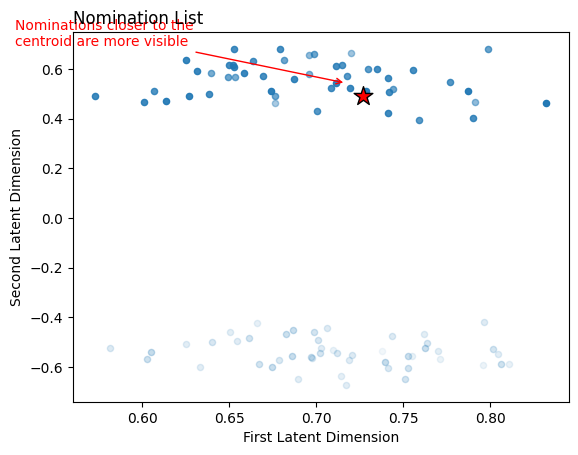 Nomination List
Nominations closer to the
centroid are more visible
Second Latent Dimension
0.6
0.4
0.2
0.0
−0.2
−0.4
−0.6
0.60
0.65
0.70
0.75
0.80
First Latent Dimension